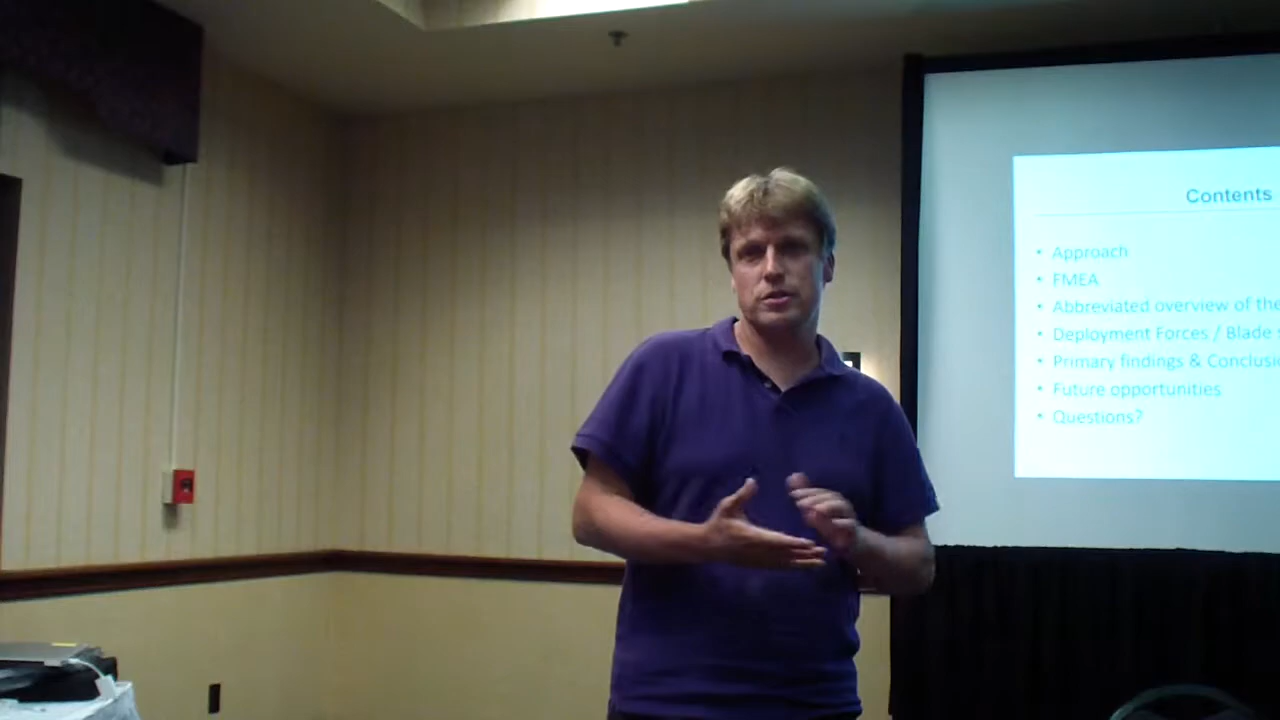 Contents
• Approach
• FMEA
• Abbreviated overview of the
• Deployment Forces / Blade
• Primary findings & Conclusi
• Future opportunities
• Questions?